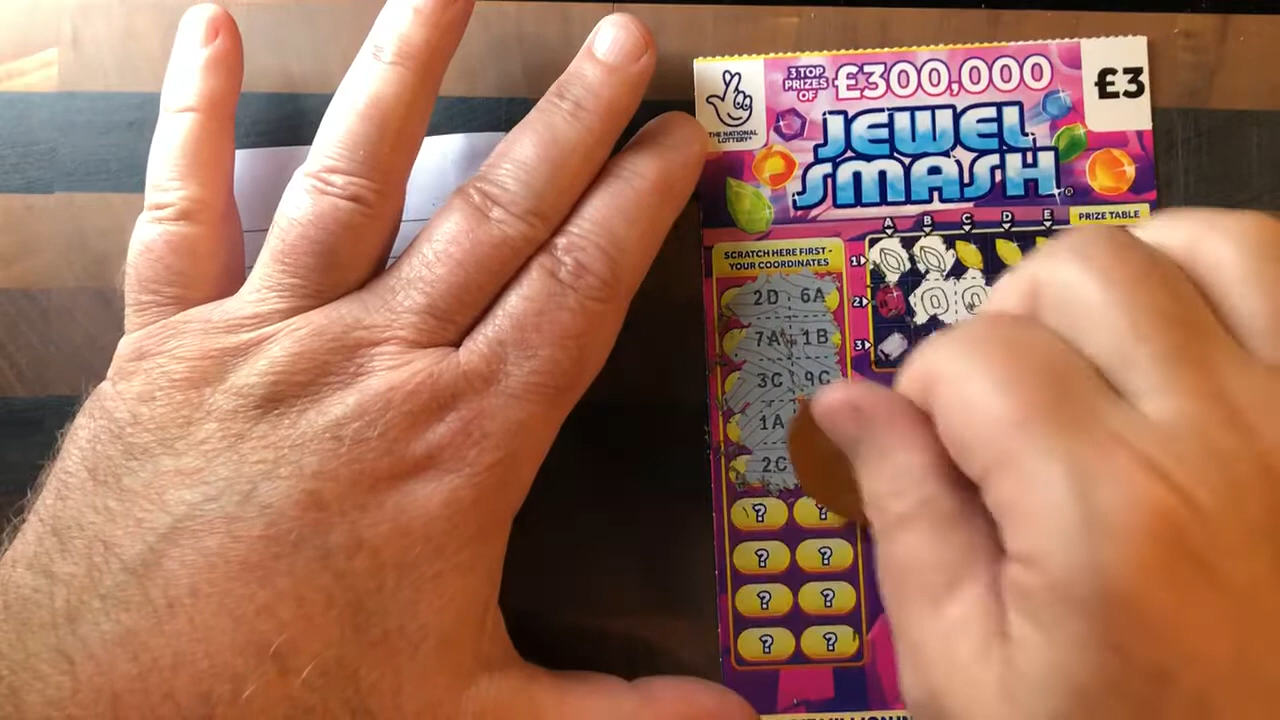 3 TOP
PRIZES
OF
£300,000
£3
THE NATIONAL
LOTTERY®
JEWEL
SMASH®
A B C D E
PRIZE TABLE
SCRATCH HERE FIRST -
YOUR COORDINATES
1
2
3
2D 6A
7A 1B
3C 9C
1A
2C
? ?
? ?
? ?
? ?